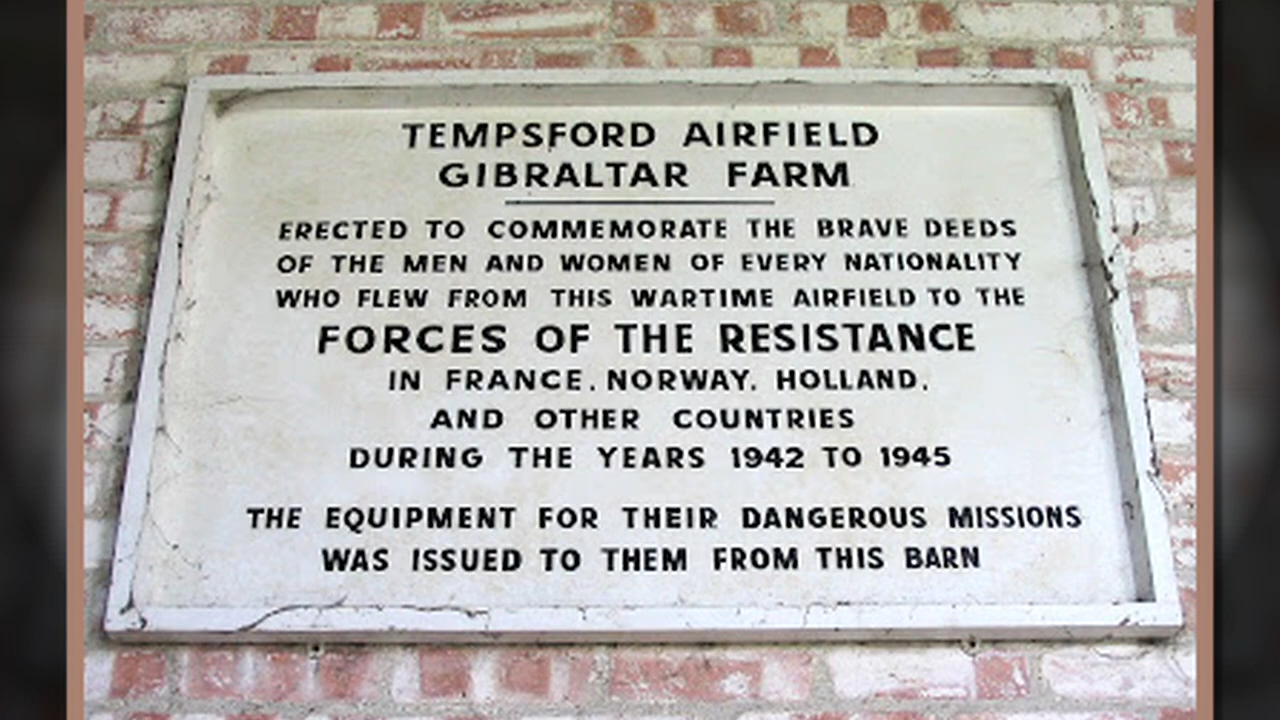 TEMPSFORD AIRFIELD
GIBRALTAR FARM
ERECTED TO COMMEMORATE THE BRAVE DEEDS
OF THE MEN AND WOMEN OF EVERY NATIONALITY
WHO FLEW FROM THIS WARTIME AIRFIELD TO THE
FORCES OF THE RESISTANCE
IN FRANCE. NORWAY. HOLLAND.
AND OTHER COUNTRIES
DURING THE YEARS 1942 TO 1945
THE EQUIPMENT FOR THEIR DANGEROUS MISSIONS
WAS ISSUED TO THEM FROM THIS BARN